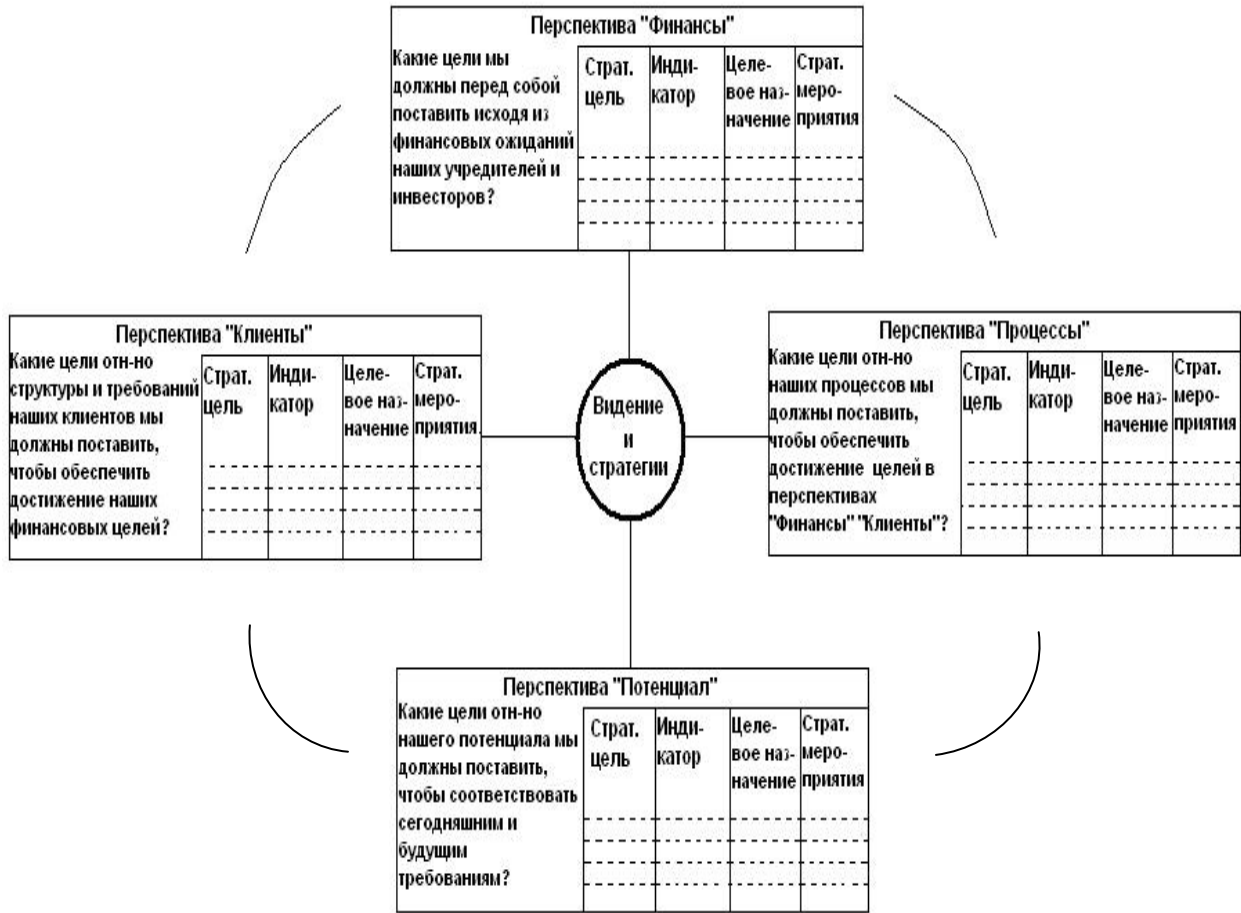 Перспектива "Финансы"
Какие цели мы
должны перед собой
поставить исходя из
финансовых ожиданий
наших учредителей и
инвесторов?
Страт.
цель
Инди-
катор
Целе-
вое наз-
начение
Страт.
меро-
приятия
Перспектива "Клиенты"
Какие цели отн-но
структуры и требований
наших клиентов мы
должны поставить,
чтобы обеспечить
достижение наших
финансовых целей?
Страт.
цель
Инди-
катор
Целе-
вое наз-
начение
Страт.
меро-
приятия.
Видение
и
стратегии
Перспектива "Процессы"
Какие цели отн-но
наших процессов мы
должны поставить,
чтобы обеспечить
достижение целей в
перспективах
"Финансы" "Клиенты"?
Страт.
цель
Инди-
катор
Целе-
вое наз-
начение
Страт.
меро-
приятия
Перспектива "Потенциал"
Какие цели отн-но
нашего потенциала мы
должны поставить,
чтобы соответствовать
сегодняшним и
будущим
требованиям?
Страт.
цель
Инди-
катор
Целе-
вое наз-
начение
Страт.
меро-
приятия